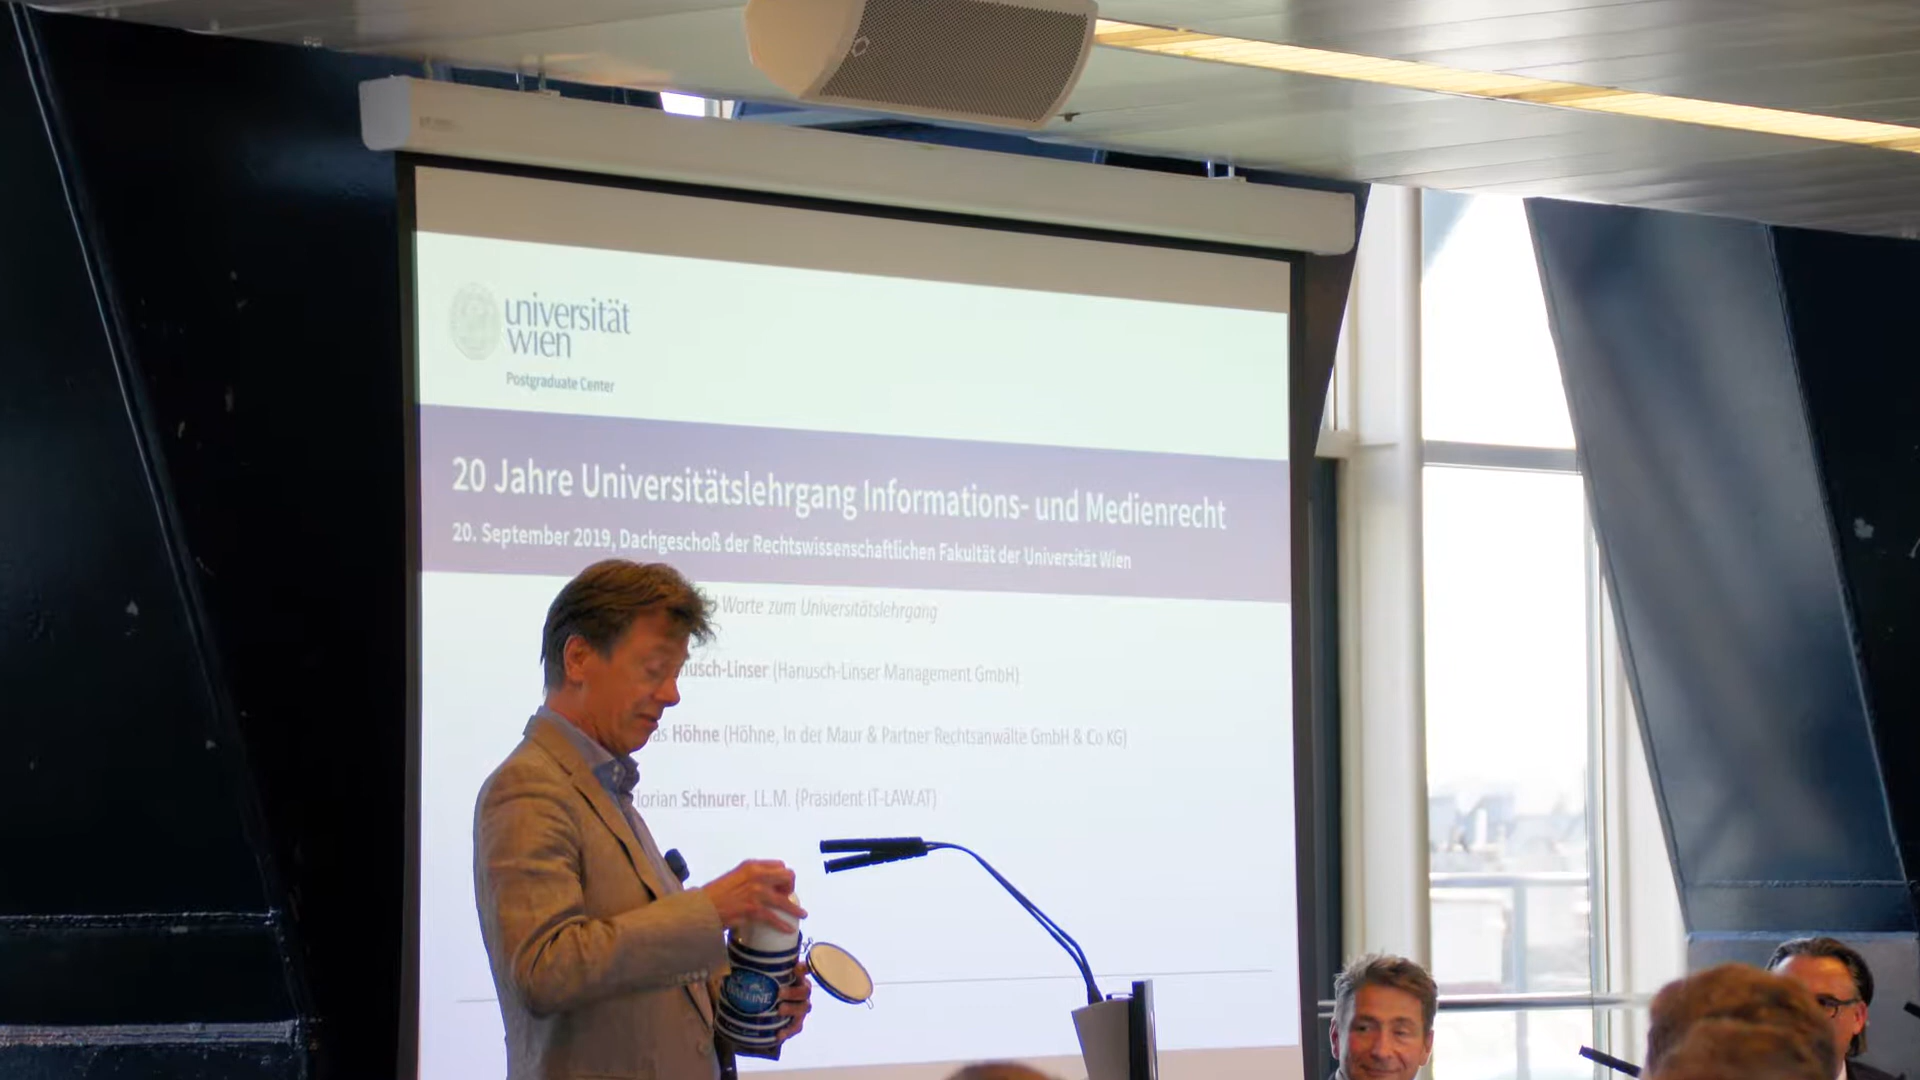 universität
wien
Postgraduate Center
20 Jahre Universitätslehrgang Informations- und Medienrecht
20. September 2019, Dachgeschoß der Rechtswissenschaftlichen Fakultät der Universität Wien
Worte zum Universitätslehrgang
nusch-Linser (Hanusch-Linser Management GmbH)
as Höhne (Höhne, In der Maur & Partner Rechtsanwälte GmbH & Co KG)
lorian Schnurer, LL.M. (Präsident IT-LAW.AT)